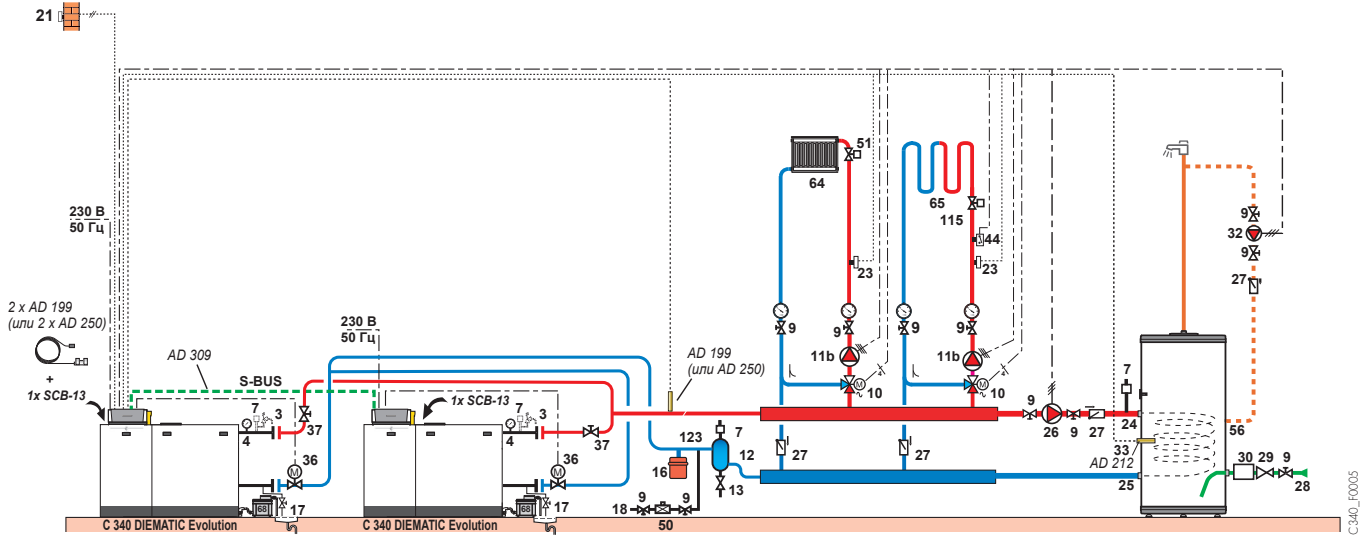 21
51
64
65
115
44
23
23
9
32
9
27
230 В
50 Гц
230 В
50 Гц
2 x AD 199
(или 2 x AD 250)
+
1x SCB-13
AD 309
S-BUS
1x SCB-13
AD 199
(или AD 250)
9
9
9
9
11b
11b
M
10
M
10
7
3
4
37
7
3
4
37
M
36
M
36
68
17
68
17
16
123
7
12
13
18
9
9
50
27
27
9
26
9
27
7
24
33
AD 212
25
56
30
29
9
28
C 340 DIEMATIC Evolution
C 340 DIEMATIC Evolution
C340_F0005